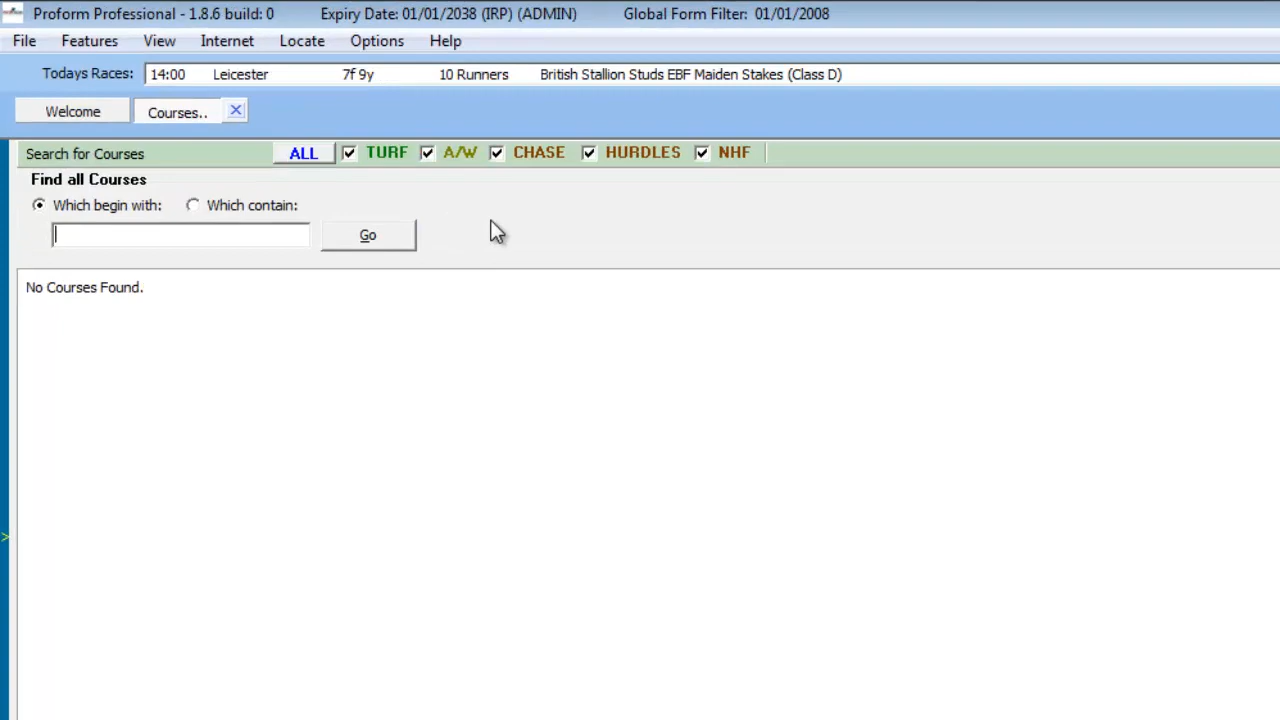 Proform Professional - 1.8.6 build: 0 Expiry Date: 01/01/2038 (IRP) (ADMIN) Global Form Filter: 01/01/2008
File Features View Internet Locate Options Help
Todays Races: 14:00 Leicester 7f 9y 10 Runners British Stallion Studs EBF Maiden Stakes (Class D)
Welcome Courses..
Search for Courses ALL TURF A/W CHASE HURDLES NHF
Find all Courses
Which begin with: Which contain:
Go
No Courses Found.
>